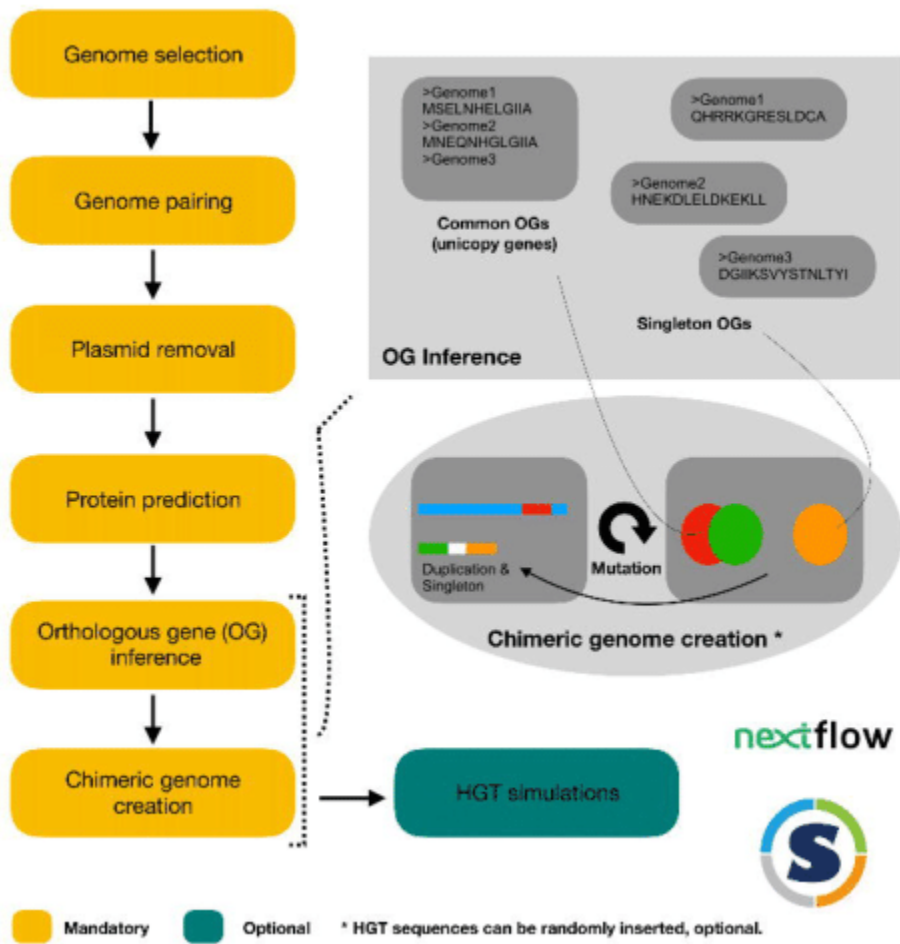 Genome selection
Genome pairing
Plasmid removal
Protein prediction
Orthologous gene (OG)
inference
Chimeric genome
creation
>Genome1
MSELNHELGIIA
>Genome2
MNEQNHGLGIIA
>Genome3
Common OGs
(unicopy genes)
>Genome1
QHRRKGRESLDCA
>Genome2
HNEKDLELDKEKLL
>Genome3
DGIIKSVYSTNLTYI
Singleton OGs
OG Inference
Duplication &
Singleton
Mutation
Chimeric genome creation *
HGT simulations
nextflow
S
Mandatory
Optional
* HGT sequences can be randomly inserted, optional.